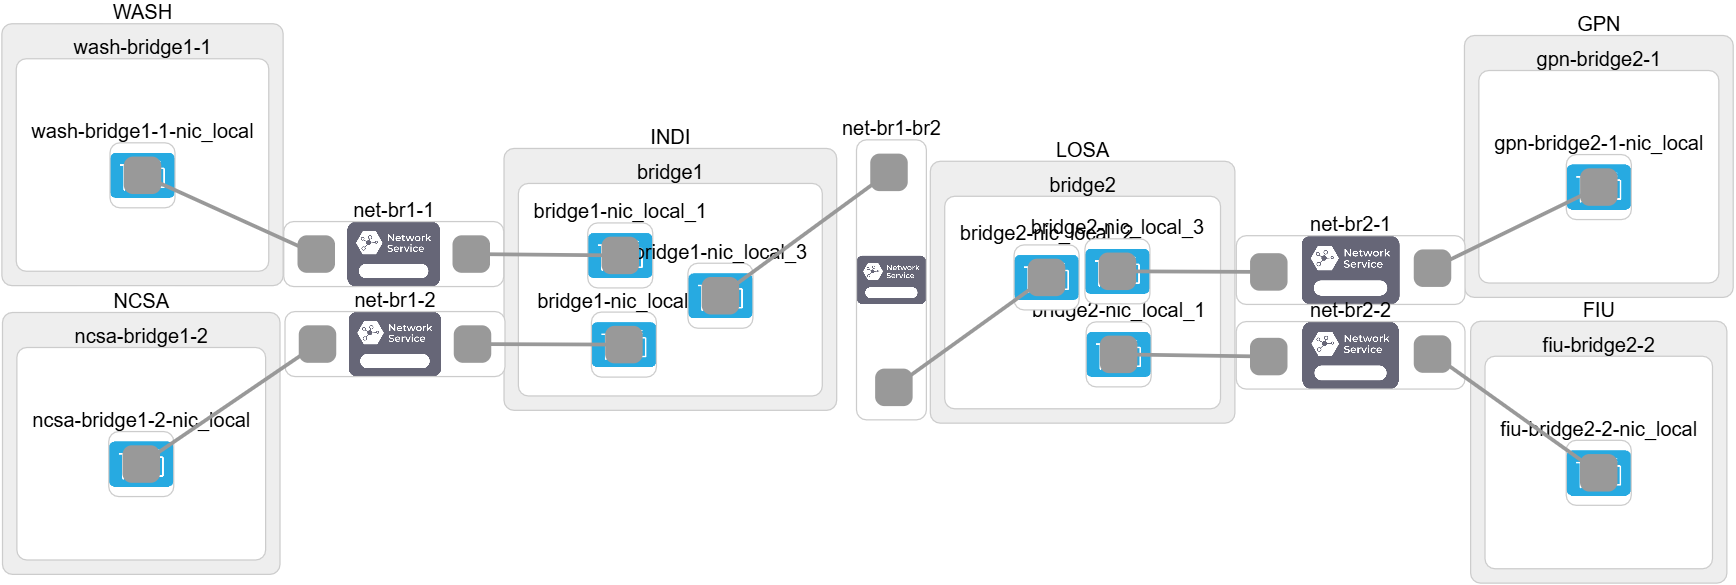 WASH
wash-bridge1-1
wash-bridge1-1-nic_local
NCSA
ncsa-bridge1-2
ncsa-bridge1-2-nic_local
net-br1-1
Network
Service
net-br1-2
Network
Service
INDI
bridge1
bridge1-nic_local_1
bridge1-nic_local_3
bridge1-nic_local
net-br1-br2
Network
Service
LOSA
bridge2
bridge2-nic_local_2
bridge2-nic_local_3
bridge2-nic_local_1
net-br2-1
Network
Service
net-br2-2
Network
Service
GPN
gpn-bridge2-1
gpn-bridge2-1-nic_local
FIU
fiu-bridge2-2
fiu-bridge2-2-nic_local